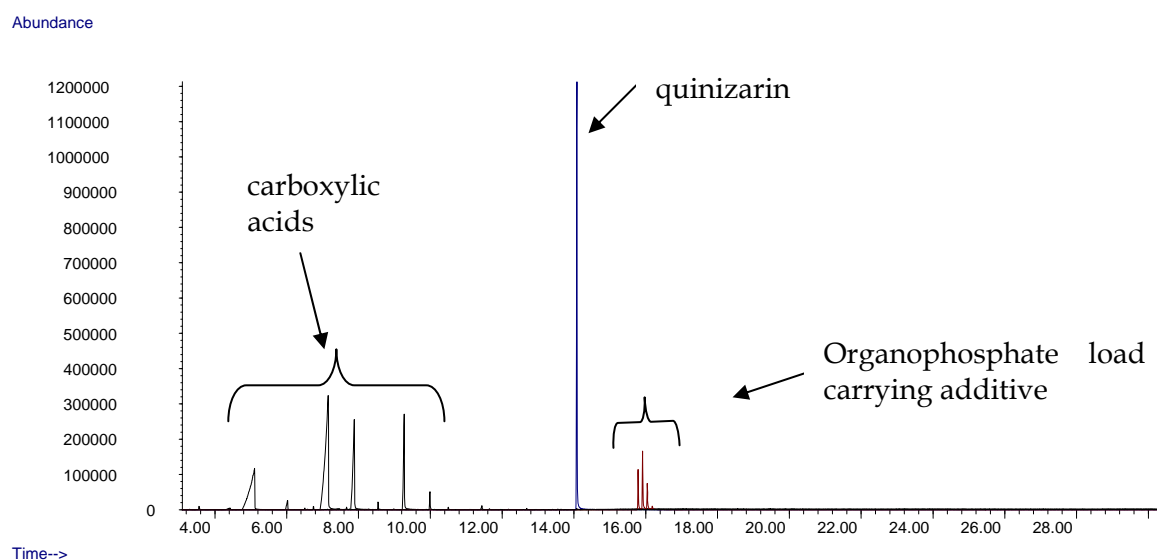 Abundance
1200000
quinizarin
1100000
1000000
carboxylic
acids
900000
800000
700000
600000
500000
Organophosphate load
carrying additive
400000
300000
200000
100000
0
4.00 6.00 8.00 10.00 12.00 14.00 16.00 18.00 20.00 22.00 24.00 26.00 28.00
Time-->